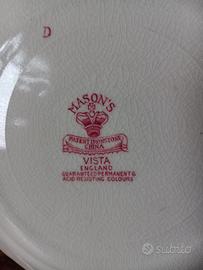 D
MASON'S
PATENT IRONSTONE
CHINA
VISTA
ENGLAND
GUARANTEED PERMANENT &
ACID RESISTING COLOURS
subito